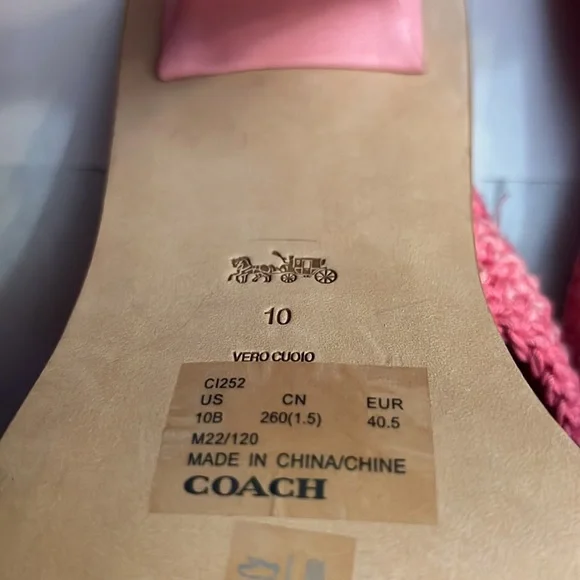 10
VERO CUOIO
CI252
US CN EUR
10B 260(1.5) 40.5
M22/120
MADE IN CHINA/CHINE
COACH